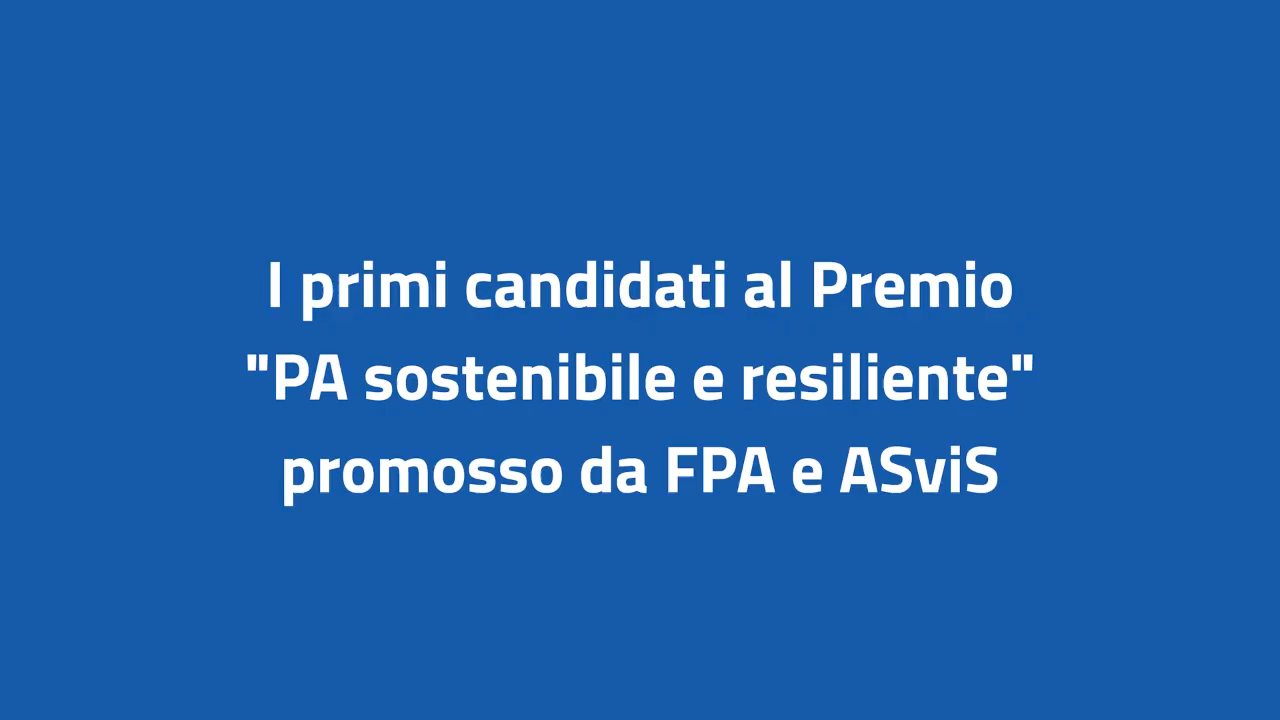 I primi candidati al Premio
"PA sostenibile e resiliente"
promosso da FPA e ASviS